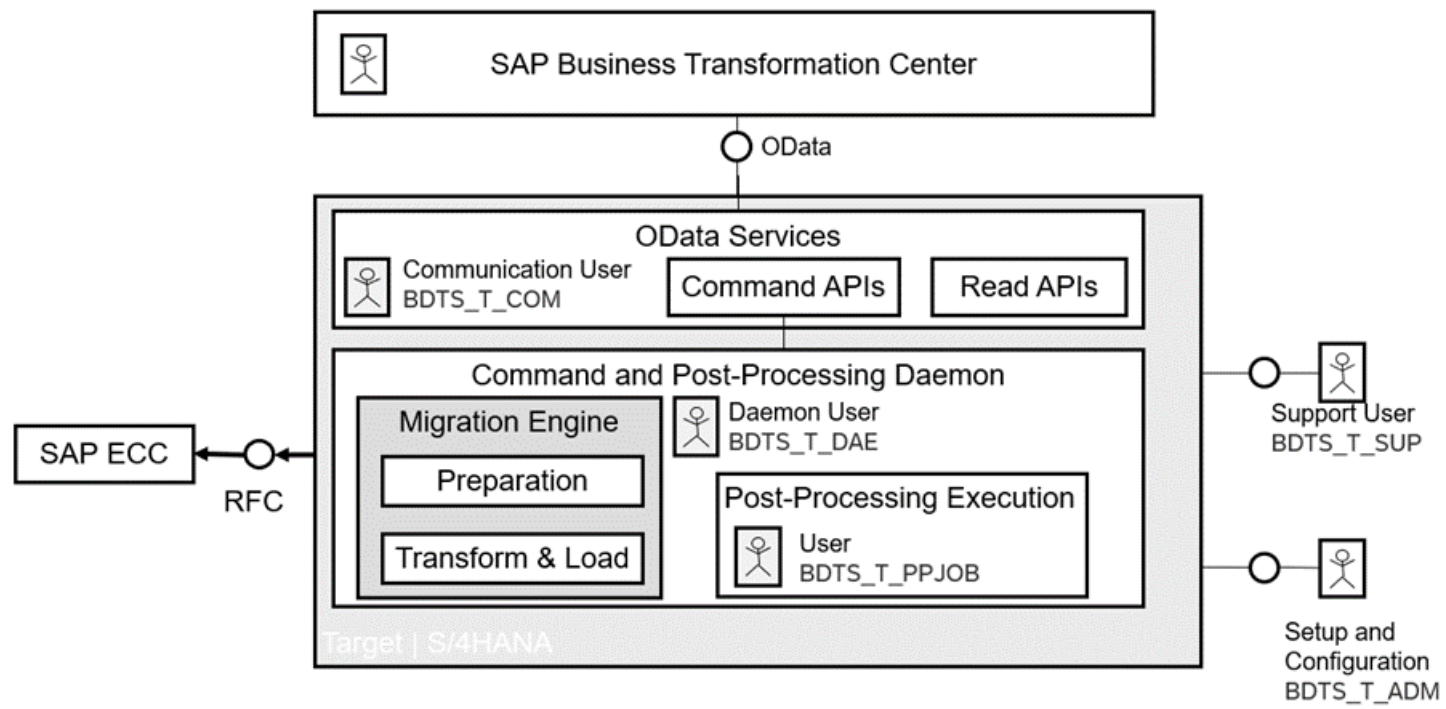 SAP Business Transformation Center
OData
OData Services
Communication User
BDTS_T_COM
Command APIs
Read APIs
Command and Post-Processing Daemon
Migration Engine
Preparation
Transform & Load
Daemon User
BDTS_T_DAE
Post-Processing Execution
User
BDTS_T_PPJOB
SAP ECC
RFC
Support User
BDTS_T_SUP
Target | S/4HANA
Setup and
Configuration
BDTS_T_ADM